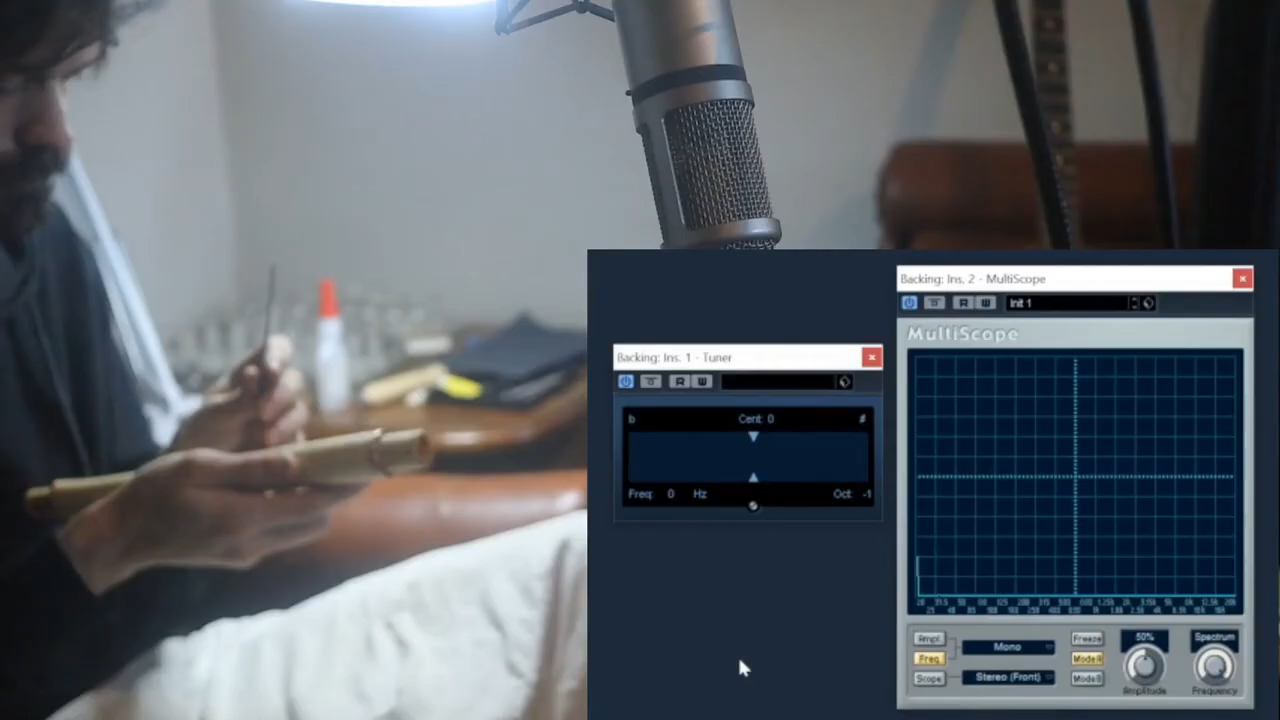 Backing: Ins. 2 - MultiScope
R W Init 1
MultiScope
Backing: Ins. 1 - Tuner
R W
b Cent: 0 #
Freq: 0 Hz Oct: -1
Ampl. Mono Freeze 50% Spectrum
Freq. Mode A
Scope Stereo (Front) Mode B
Amplitude Frequency